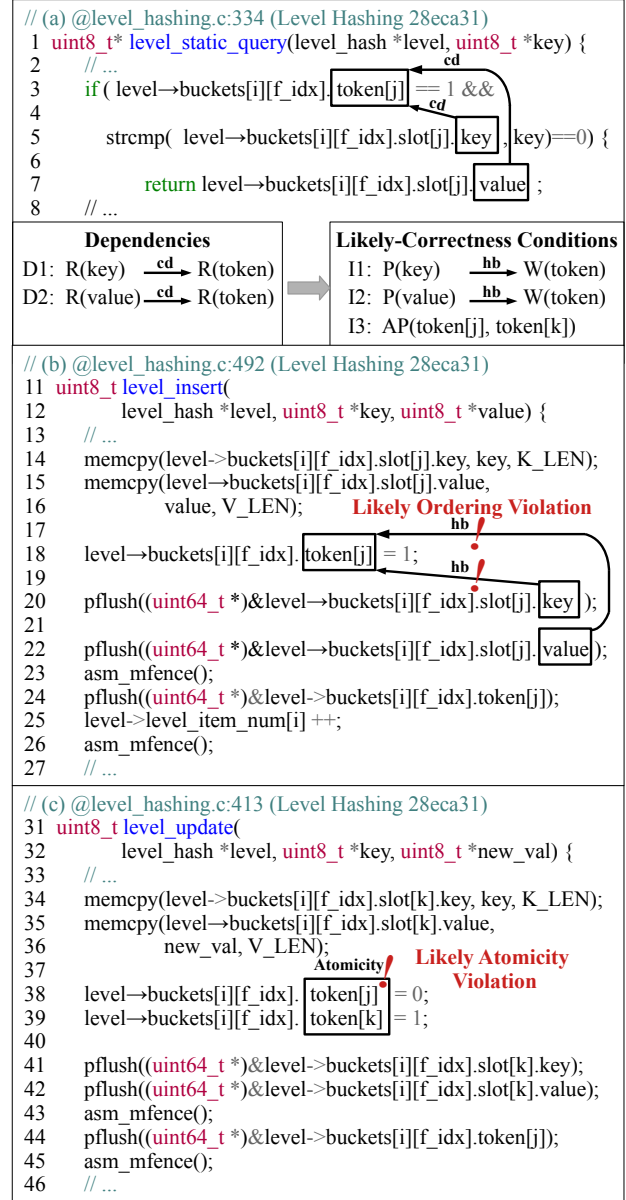 // (a) @level_hashing.c:334 (Level Hashing 28eca31)
1 uint8_t* level_static_query(level_hash *level, uint8_t *key) {
2 // ...
cd
3 if ( level→buckets[i][f_idx]. token[j] == 1 &&
cd
4
5 strcmp( level→buckets[i][f_idx].slot[j]. key , key)==0) {
6
7 return level→buckets[i][f_idx].slot[j]. value ;
8 // ...
Dependencies
D1: R(key) cd R(token)
D2: R(value) cd R(token)
Likely-Correctness Conditions
I1: P(key) hb W(token)
I2: P(value) hb W(token)
I3: AP(token[j], token[k])
// (b) @level_hashing.c:492 (Level Hashing 28eca31)
11 uint8_t level_insert(
12 level_hash *level, uint8_t *key, uint8_t *value) {
13 // ...
14 memcpy(level->buckets[i][f_idx].slot[j].key, key, K_LEN);
15 memcpy(level→buckets[i][f_idx].slot[j].value,
16 value, V_LEN); Likely Ordering Violation
17 hb !
18 level→buckets[i][f_idx]. token[j] = 1;
19 hb !
20 pflush((uint64_t *)&level→buckets[i][f_idx].slot[j]. key );
21
22 pflush((uint64_t *)&level→buckets[i][f_idx].slot[j]. value );
23 asm_mfence();
24 pflush((uint64_t *)&level->buckets[i][f_idx].token[j]);
25 level->level_item_num[i] ++;
26 asm_mfence();
27 // ...
// (c) @level_hashing.c:413 (Level Hashing 28eca31)
31 uint8_t level_update(
32 level_hash *level, uint8_t *key, uint8_t *new_val) {
33 // ...
34 memcpy(level->buckets[i][f_idx].slot[k].key, key, K_LEN);
35 memcpy(level→buckets[i][f_idx].slot[k].value,
36 new_val, V_LEN);
37 Atomicity ! Likely Atomicity Violation
38 level→buckets[i][f_idx]. token[j] = 0;
39 level→buckets[i][f_idx]. token[k] = 1;
40
41 pflush((uint64_t *)&level->buckets[i][f_idx].slot[k].key);
42 pflush((uint64_t *)&level->buckets[i][f_idx].slot[k].value);
43 asm_mfence();
44 pflush((uint64_t *)&level->buckets[i][f_idx].token[j]);
45 asm_mfence();
46 // ...